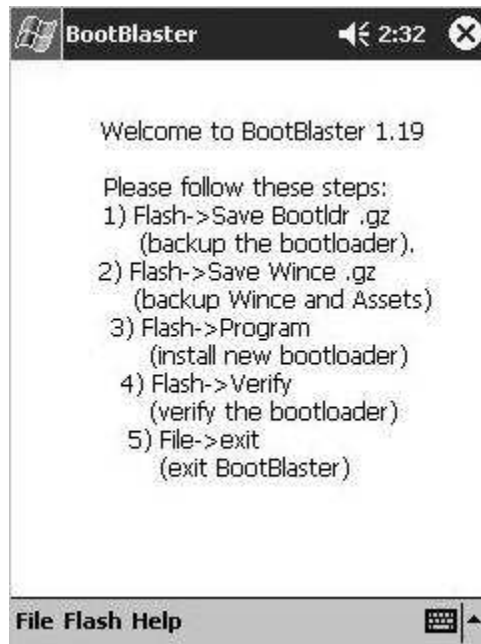 BootBlaster 2:32
Welcome to BootBlaster 1.19
Please follow these steps:
1) Flash->Save Bootldr .gz
(backup the bootloader).
2) Flash->Save Wince .gz
(backup Wince and Assets)
3) Flash->Program
(install new bootloader)
4) Flash->Verify
(verify the bootloader)
5) File->exit
(exit BootBlaster)
File Flash Help